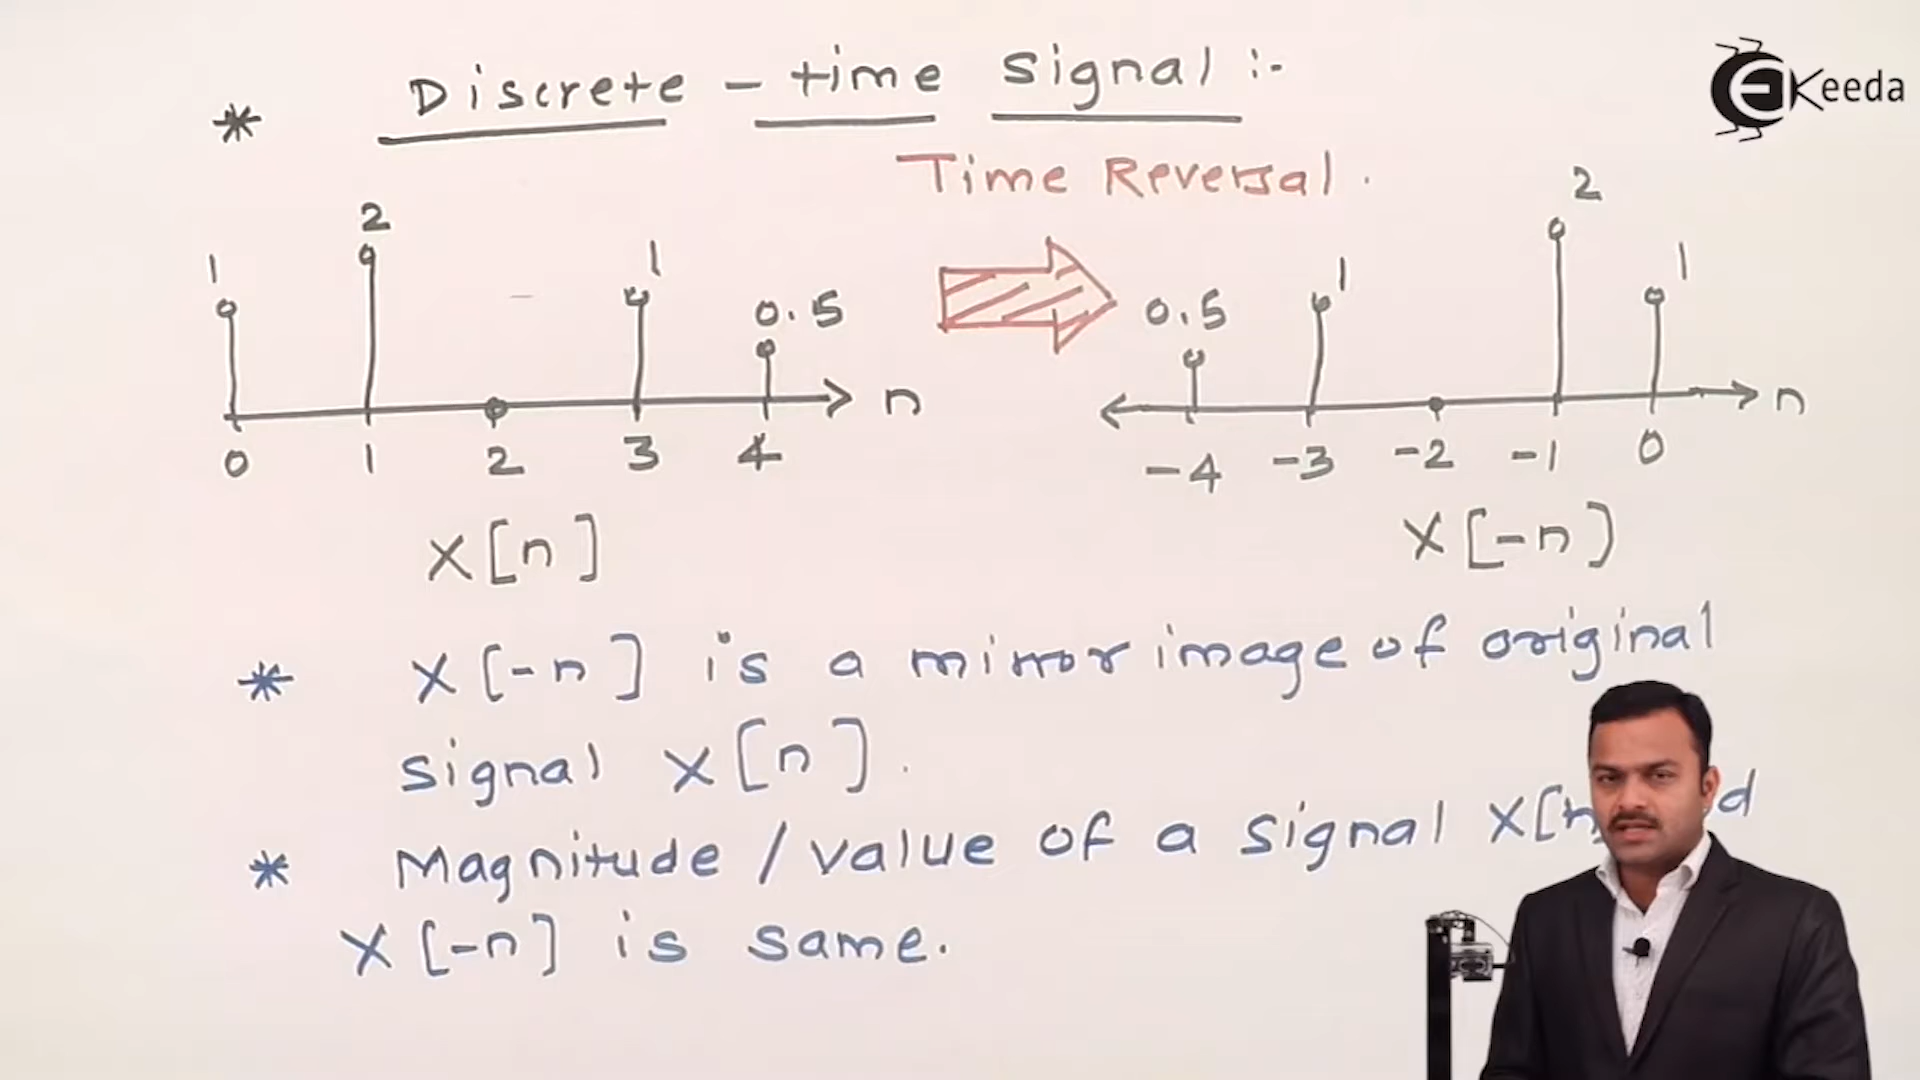 * Discrete - time signal :-
Ekeeda
Time Reversal .
1 2 1 0.5 n
0 1 2 3 4
x[n]
0.5 1 2 1 n
-4 -3 -2 -1 0
x[-n]
* x[-n] is a mirror image of original
signal x[n] .
* Magnitude / value of a signal x[n
x[-n] is same.